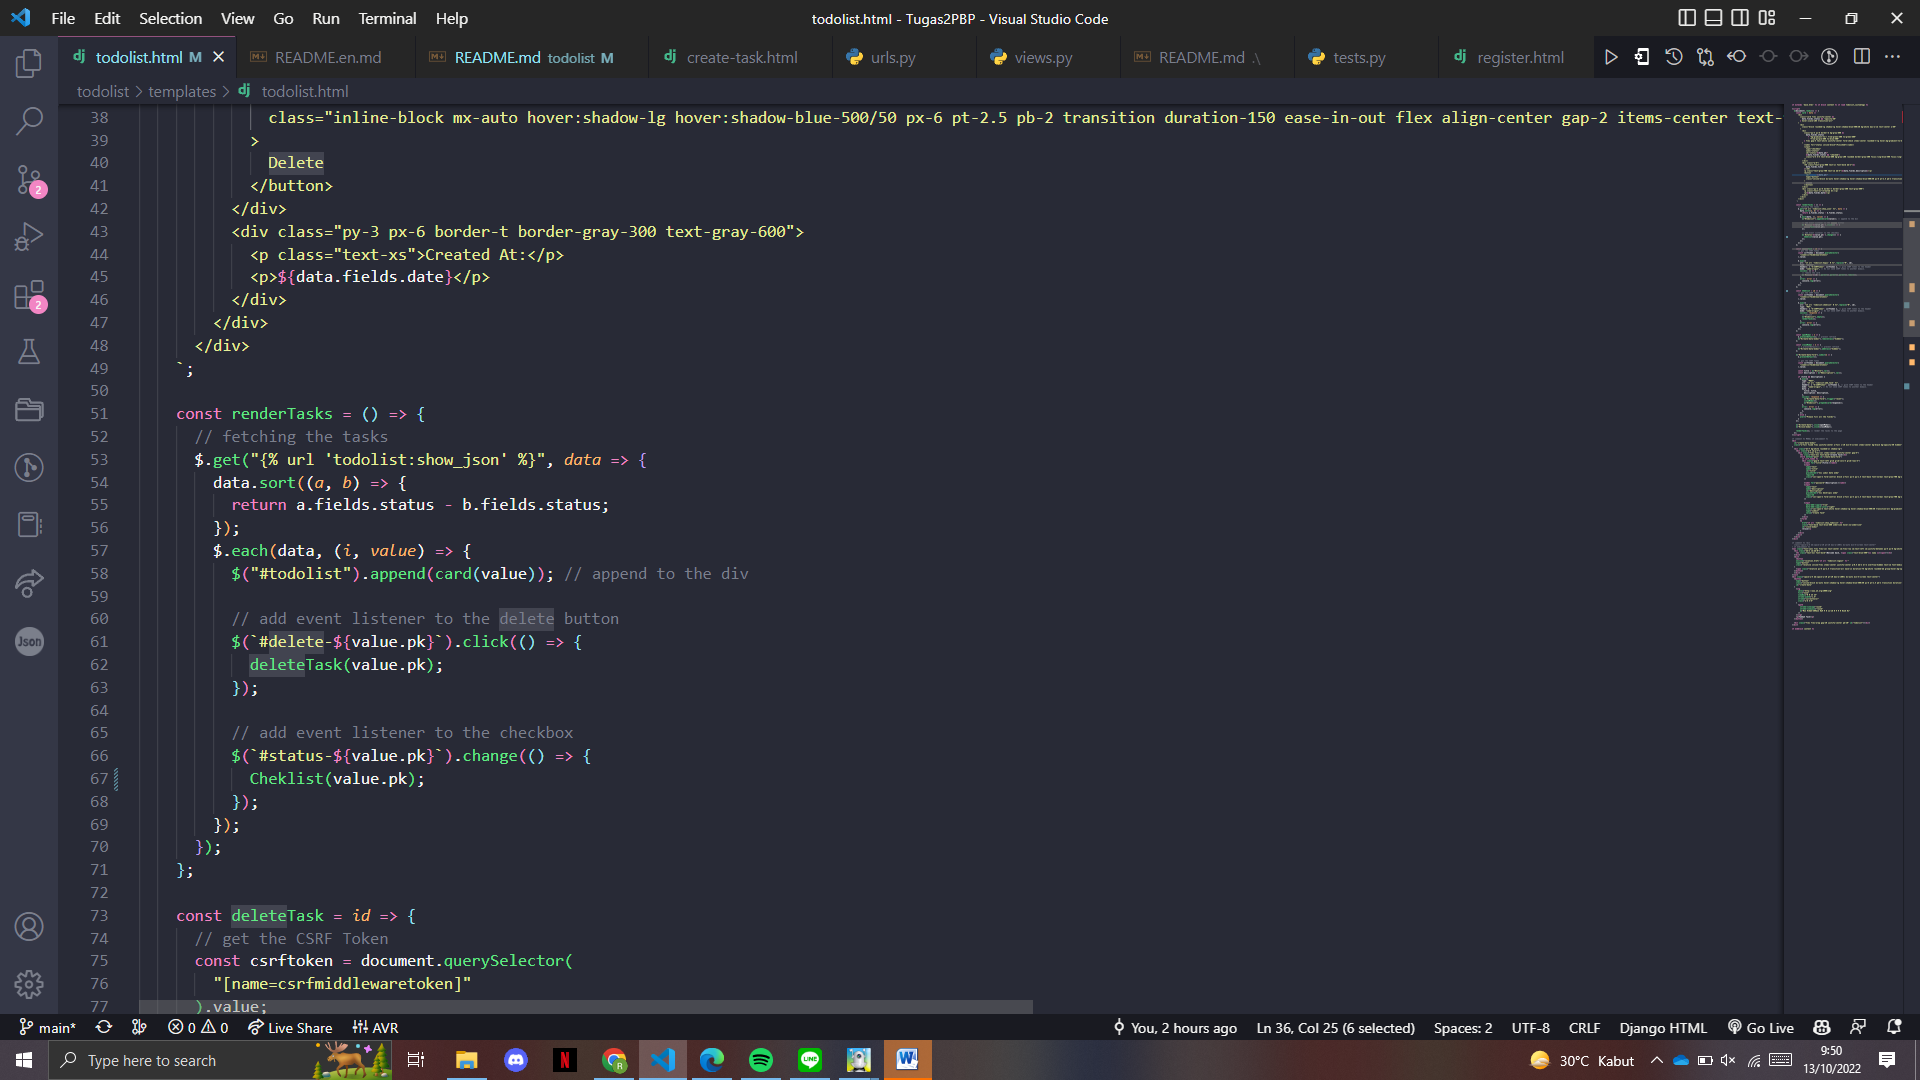 File Edit Selection View Go Run Terminal Help
todolist.html - Tugas2PBP - Visual Studio Code
todolist.html M
README.en.md
README.md todolist M
create-task.html
urls.py
views.py
README.md .\
tests.py
register.html
todolist > templates > todolist.html
38 class="inline-block mx-auto hover:shadow-lg hover:shadow-blue-500/50 px-6 pt-2.5 pb-2 transition duration-150 ease-in-out flex align-center gap-2 items-center text-
39 >
40 Delete
41 </button>
42 </div>
43 <div class="py-3 px-6 border-t border-gray-300 text-gray-600">
44 <p class="text-xs">Created At:</p>
45 <p>${data.fields.date}</p>
46 </div>
47 </div>
48 </div>
49 `;
50
51 const renderTasks = () => {
52 // fetching the tasks
53 $.get("{% url 'todolist:show_json' %}", data => {
54 data.sort((a, b) => {
55 return a.fields.status - b.fields.status;
56 });
57 $.each(data, (i, value) => {
58 $("#todolist").append(card(value)); // append to the div
59
60 // add event listener to the delete button
61 $(`#delete-${value.pk}`).click(() => {
62 deleteTask(value.pk);
63 });
64
65 // add event listener to the checkbox
66 $(`#status-${value.pk}`).change(() => {
67 Cheklist(value.pk);
68 });
69 });
70 });
71 };
72
73 const deleteTask = id => {
74 // get the CSRF Token
75 const csrftoken = document.querySelector(
76 "[name=csrfmiddlewaretoken]"
77 ).value;
2
2
Json
main* 0 0 Live Share AVR
You, 2 hours ago Ln 36, Col 25 (6 selected) Spaces: 2 UTF-8 CRLF Django HTML Go Live
Type here to search
30°C Kabut
9:50
13/10/2022